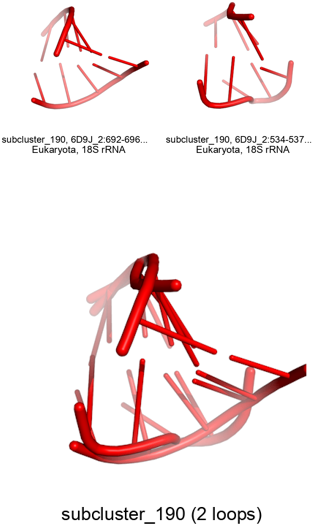 subcluster_190, 6D9J_2:692-696...
Eukaryota, 18S rRNA
subcluster_190, 6D9J_2:534-537...
Eukaryota, 18S rRNA
subcluster_190 (2 loops)